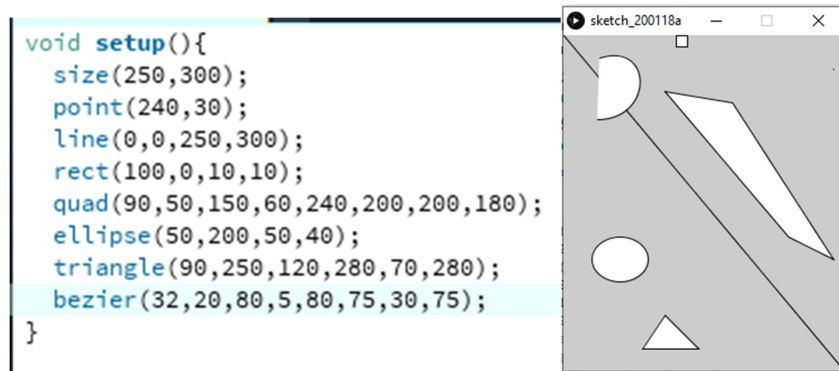 void setup(){
size(250,300);
point(240,30);
line(0,0,250,300);
rect(100,0,10,10);
quad(90,50,150,60,240,200,200,180);
ellipse(50,200,50,40);
triangle(90,250,120,280,70,280);
bezier(32,20,80,5,80,75,30,75);
}
sketch_200118a